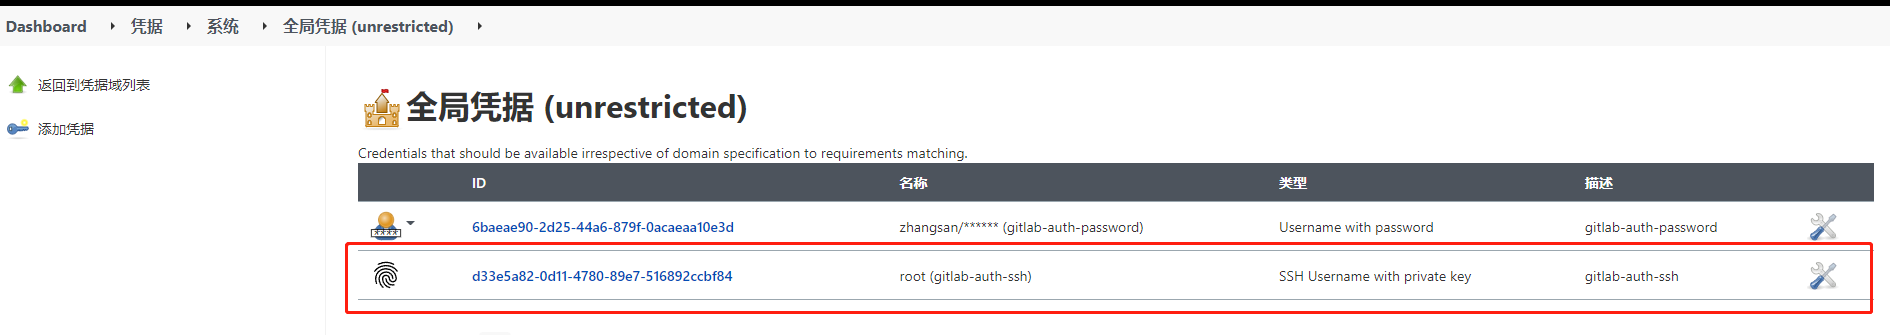 Dashboard 凭据 系统 全局凭据 (unrestricted)
返回到凭据域列表
添加凭据
全局凭据 (unrestricted)
Credentials that should be available irrespective of domain specification to requirements matching.
ID 名称 类型 描述
6baeae90-2d25-44a6-879f-0acaeaa10e3d zhangsan/****** (gitlab-auth-password) Username with password gitlab-auth-password
d33e5a82-0d11-4780-89e7-516892ccbf84 root (gitlab-auth-ssh) SSH Username with private key gitlab-auth-ssh